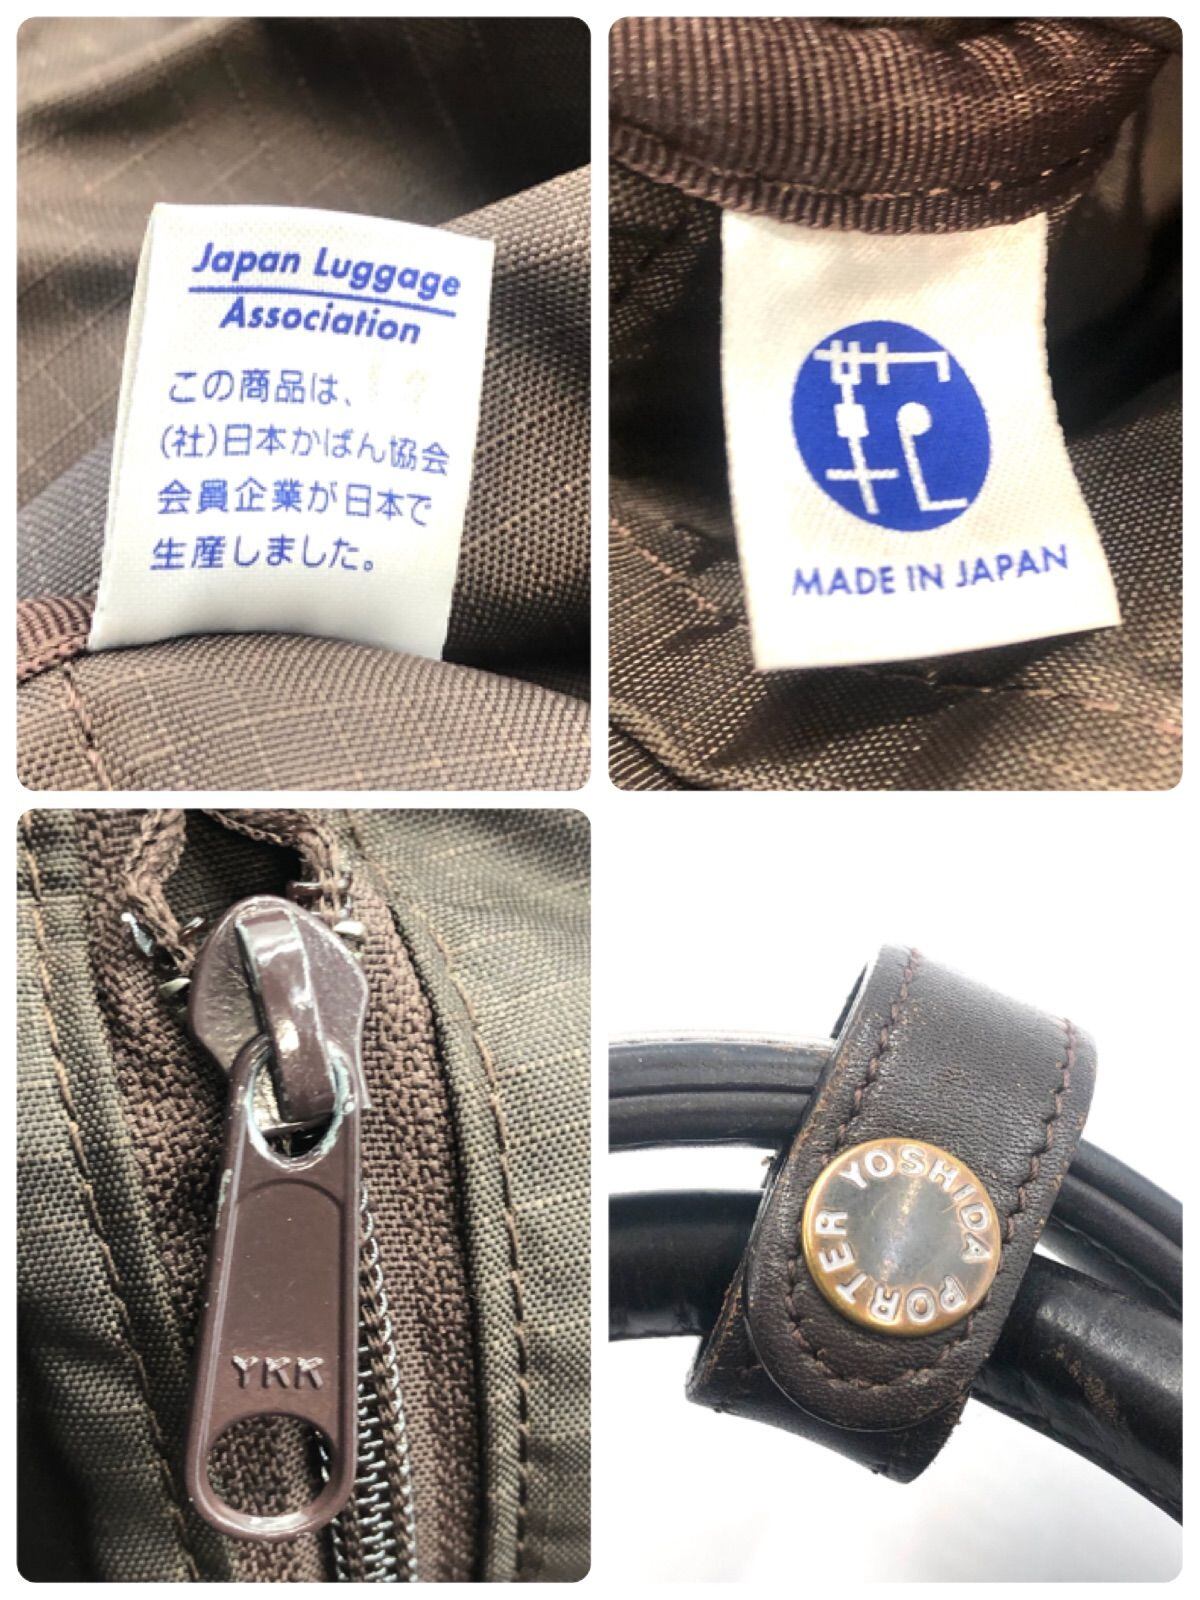 Japan Luggage
Association
この商品は、
(社)日本かばん協会
会員企業が日本で
生産しました。
MADE IN JAPAN
YKK
YOSHIDA PORTER